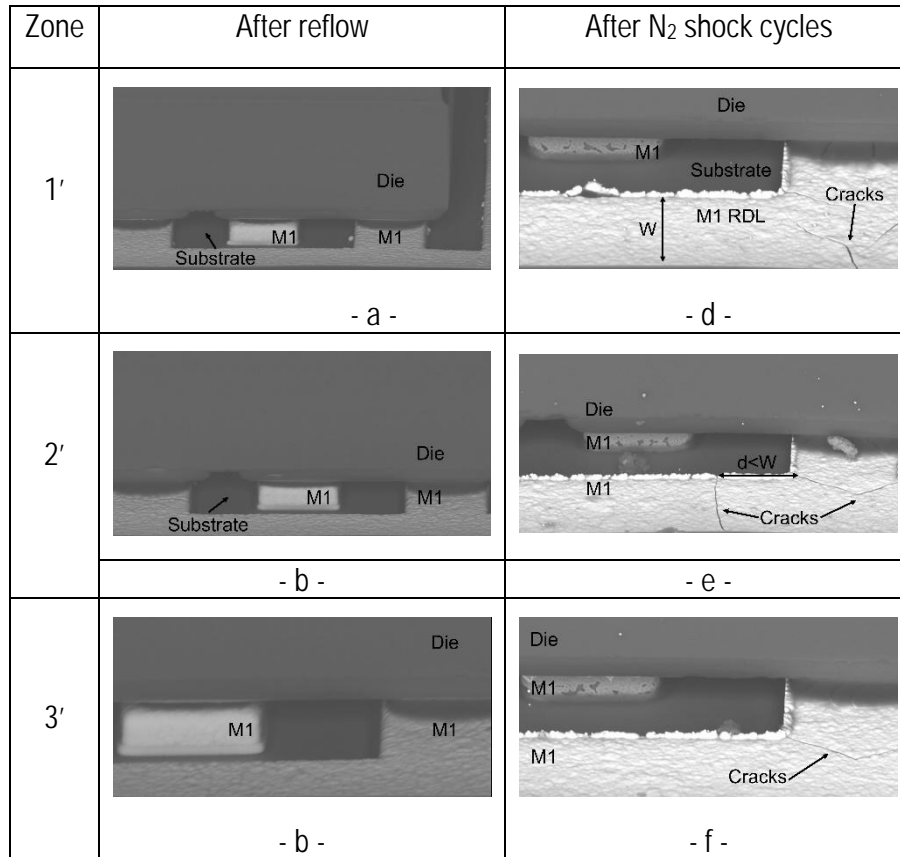 Zone After reflow After N₂ shock cycles
1′
Die
M1
M1
Substrate
- a -
Die
M1
Substrate
M1 RDL
Cracks
W
- d -
2′
Die
M1
M1
Substrate
- b -
Die
M1
d<W
M1
Cracks
- e -
3′
Die
M1
M1
- b -
Die
M1
M1
Cracks
- f -